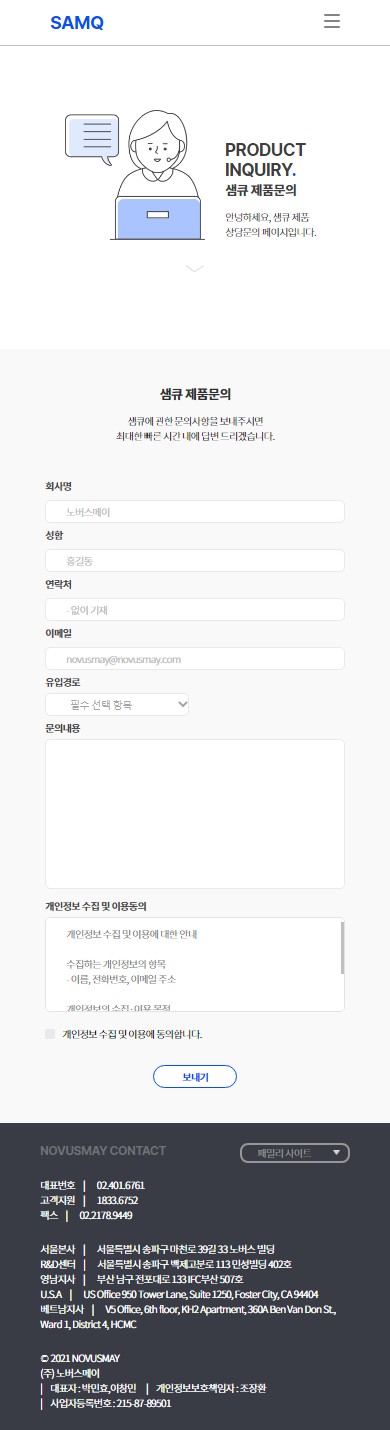 SAMQ
PRODUCT
INQUIRY.
샘큐 제품문의
안녕하세요, 샘큐 제품
상담문의 페이지입니다.
샘큐 제품문의
샘큐에 관한 문의사항을 보내주시면
최대한 빠른 시간 내에 답변 드리겠습니다.
회사명
노버스메이
성함
홍길동
연락처
- 없이 기재
이메일
novusmay@novusmay.com
유입경로
필수 선택 항목
문의내용
개인정보 수집 및 이용동의
개인정보 수집 및 이용에 대한 안내
수집하는 개인정보의 항목
- 이름, 전화번호, 이메일 주소
개인정보의 수집·이용 목적
개인정보 수집 및 이용에 동의합니다.
보내기
NOVUSMAY CONTACT
패밀리 사이트
대표번호 | 02.401.6761
고객지원 | 1833.6752
팩스 | 02.2178.9449
서울본사 | 서울특별시 송파구 마천로 39길 33 노버스 빌딩
R&D센터 | 서울특별시 송파구 백제고분로 113 민성빌딩 402호
영남지사 | 부산 남구 전포대로 133 IFC부산 507호
U.S.A | US Office 950 Tower Lane, Suite 1250, Foster City, CA 94404
베트남지사 | V5 Office, 6th floor, KH2 Apartment, 360A Ben Van Don St.,
Ward 1, District 4, HCMC
© 2021 NOVUSMAY
(주) 노버스메이
| 대표자 : 박민효,이창민 | 개인정보보호책임자 : 조장환
| 사업자등록번호 : 215-87-89501